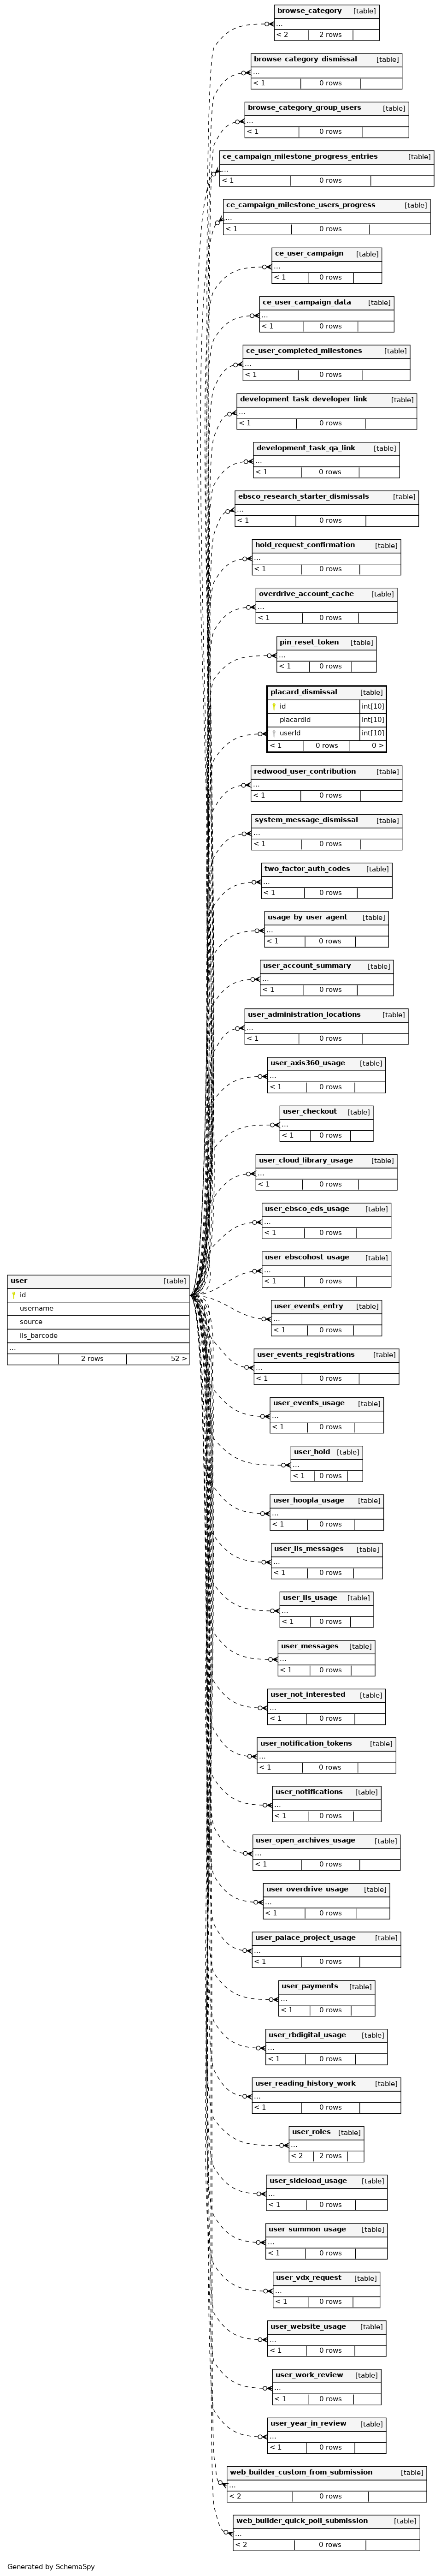 browse_category [table]
...
< 2 2 rows
browse_category_dismissal [table]
...
< 1 0 rows
browse_category_group_users [table]
...
< 1 0 rows
ce_campaign_milestone_progress_entries [table]
...
< 1 0 rows
ce_campaign_milestone_users_progress [table]
...
< 1 0 rows
ce_user_campaign [table]
...
< 1 0 rows
ce_user_campaign_data [table]
...
< 1 0 rows
ce_user_completed_milestones [table]
...
< 1 0 rows
development_task_developer_link [table]
...
< 1 0 rows
development_task_qa_link [table]
...
< 1 0 rows
ebsco_research_starter_dismissals [table]
...
< 1 0 rows
hold_request_confirmation [table]
...
< 1 0 rows
overdrive_account_cache [table]
...
< 1 0 rows
pin_reset_token [table]
...
< 1 0 rows
placard_dismissal [table]
id int[10]
placardId int[10]
userId int[10]
< 1 0 rows 0 >
redwood_user_contribution [table]
...
< 1 0 rows
system_message_dismissal [table]
...
< 1 0 rows
two_factor_auth_codes [table]
...
< 1 0 rows
usage_by_user_agent [table]
...
< 1 0 rows
user_account_summary [table]
...
< 1 0 rows
user_administration_locations [table]
...
< 1 0 rows
user_axis360_usage [table]
...
< 1 0 rows
user_checkout [table]
...
< 1 0 rows
user_cloud_library_usage [table]
...
< 1 0 rows
user_ebsco_eds_usage [table]
...
< 1 0 rows
user_ebscohost_usage [table]
...
< 1 0 rows
user [table]
id
username
source
ils_barcode
...
2 rows 52 >
user_events_entry [table]
...
< 1 0 rows
user_events_registrations [table]
...
< 1 0 rows
user_events_usage [table]
...
< 1 0 rows
user_hold [table]
...
< 1 0 rows
user_hoopla_usage [table]
...
< 1 0 rows
user_ils_messages [table]
...
< 1 0 rows
user_ils_usage [table]
...
< 1 0 rows
user_messages [table]
...
< 1 0 rows
user_not_interested [table]
...
< 1 0 rows
user_notification_tokens [table]
...
< 1 0 rows
user_notifications [table]
...
< 1 0 rows
user_open_archives_usage [table]
...
< 1 0 rows
user_overdrive_usage [table]
...
< 1 0 rows
user_palace_project_usage [table]
...
< 1 0 rows
user_payments [table]
...
< 1 0 rows
user_rbdigital_usage [table]
...
< 1 0 rows
user_reading_history_work [table]
...
< 1 0 rows
user_roles [table]
...
< 2 2 rows
user_sideload_usage [table]
...
< 1 0 rows
user_summon_usage [table]
...
< 1 0 rows
user_vdx_request [table]
...
< 1 0 rows
user_website_usage [table]
...
< 1 0 rows
user_work_review [table]
...
< 1 0 rows
user_year_in_review [table]
...
< 1 0 rows
web_builder_custom_from_submission [table]
...
< 2 0 rows
web_builder_quick_poll_submission [table]
...
< 2 0 rows
Generated by SchemaSpy